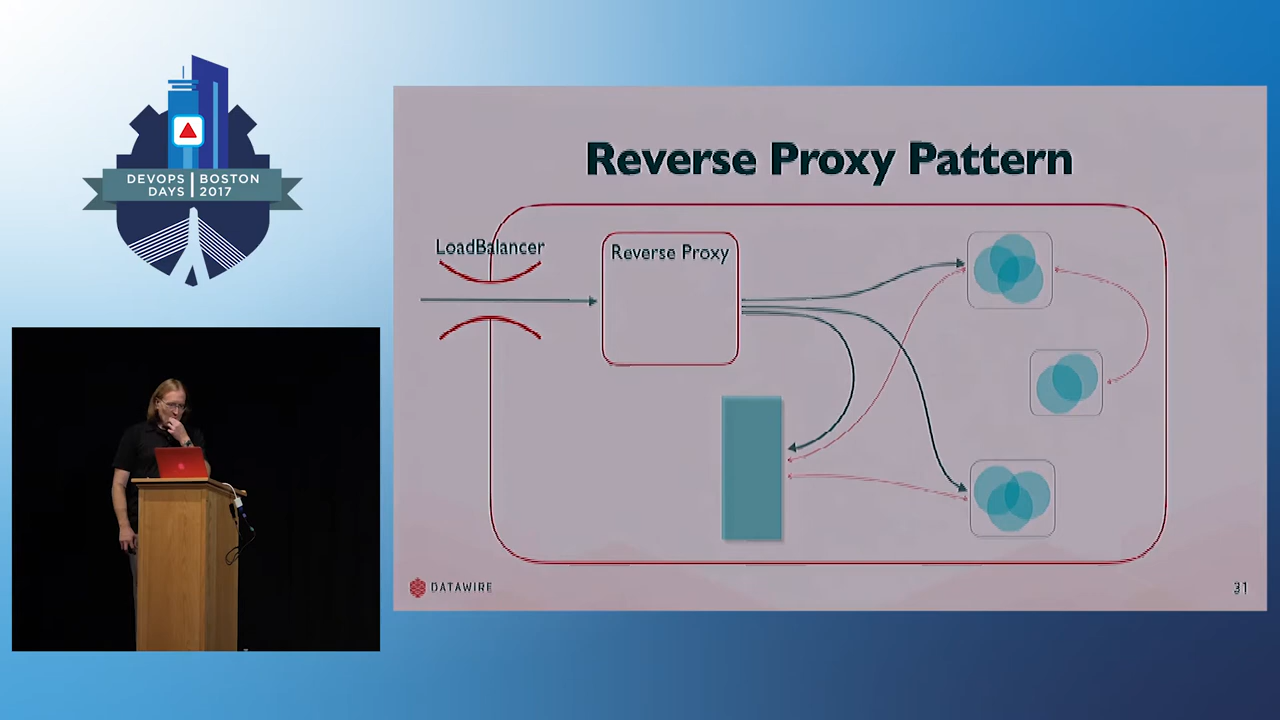 DEVOPS BOSTON
DAYS 2017
Reverse Proxy Pattern
LoadBalancer
Reverse Proxy
DATAWIRE
31